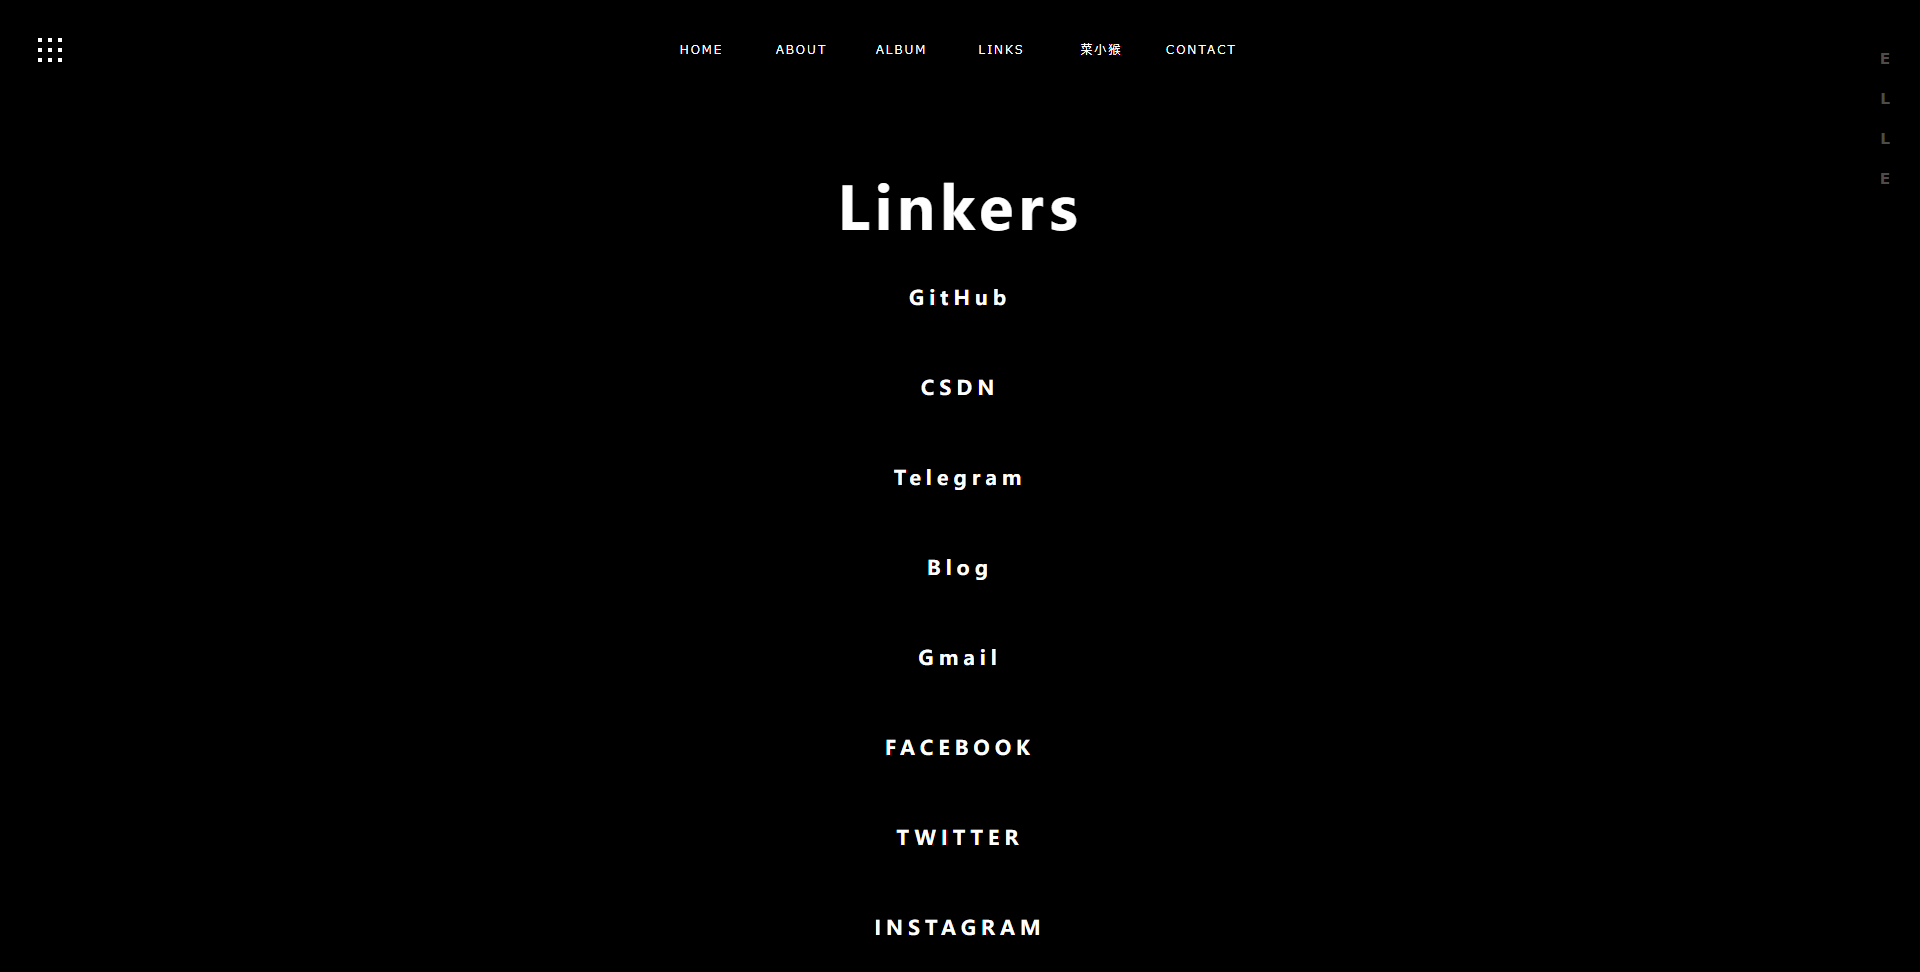 HOME ABOUT ALBUM LINKS 菜小猴 CONTACT
E
L
L
E
Linkers
GitHub
CSDN
Telegram
Blog
Gmail
FACEBOOK
TWITTER
INSTAGRAM